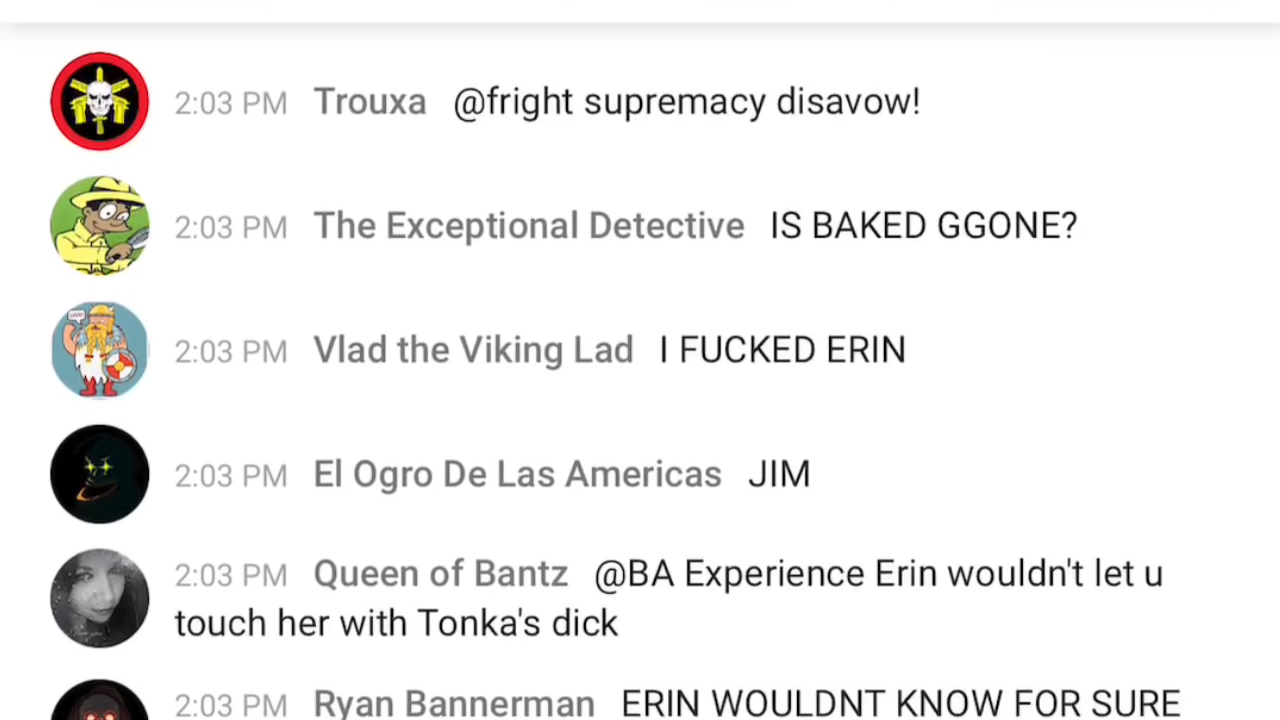 2:03 PM Trouxa @fright supremacy disavow!
2:03 PM The Exceptional Detective IS BAKED GGONE?
2:03 PM Vlad the Viking Lad I FUCKED ERIN
2:03 PM El Ogro De Las Americas JIM
2:03 PM Queen of Bantz @BA Experience Erin wouldn't let u
touch her with Tonka's dick
2:03 PM Ryan Bannerman ERIN WOULDNT KNOW FOR SURE